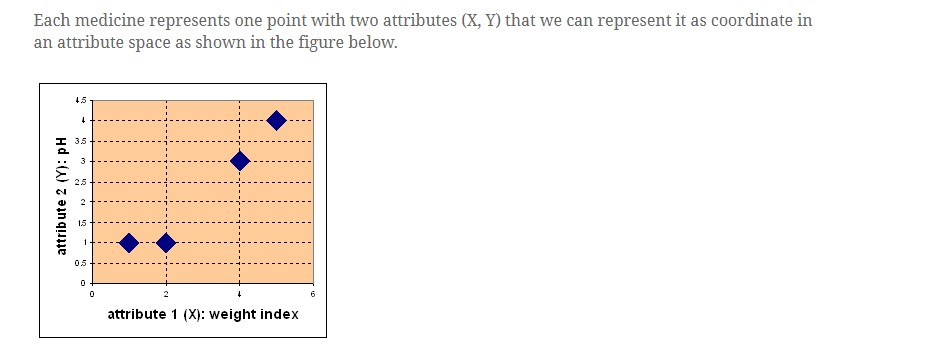 Each medicine represents one point with two attributes (X, Y) that we can represent it as coordinate in
an attribute space as shown in the figure below.
4.5
4
3.5
3
2.5
2
1.5
1
0.5
0
attribute 2 (Y): pH
0 2 4 6
attribute 1 (X): weight index